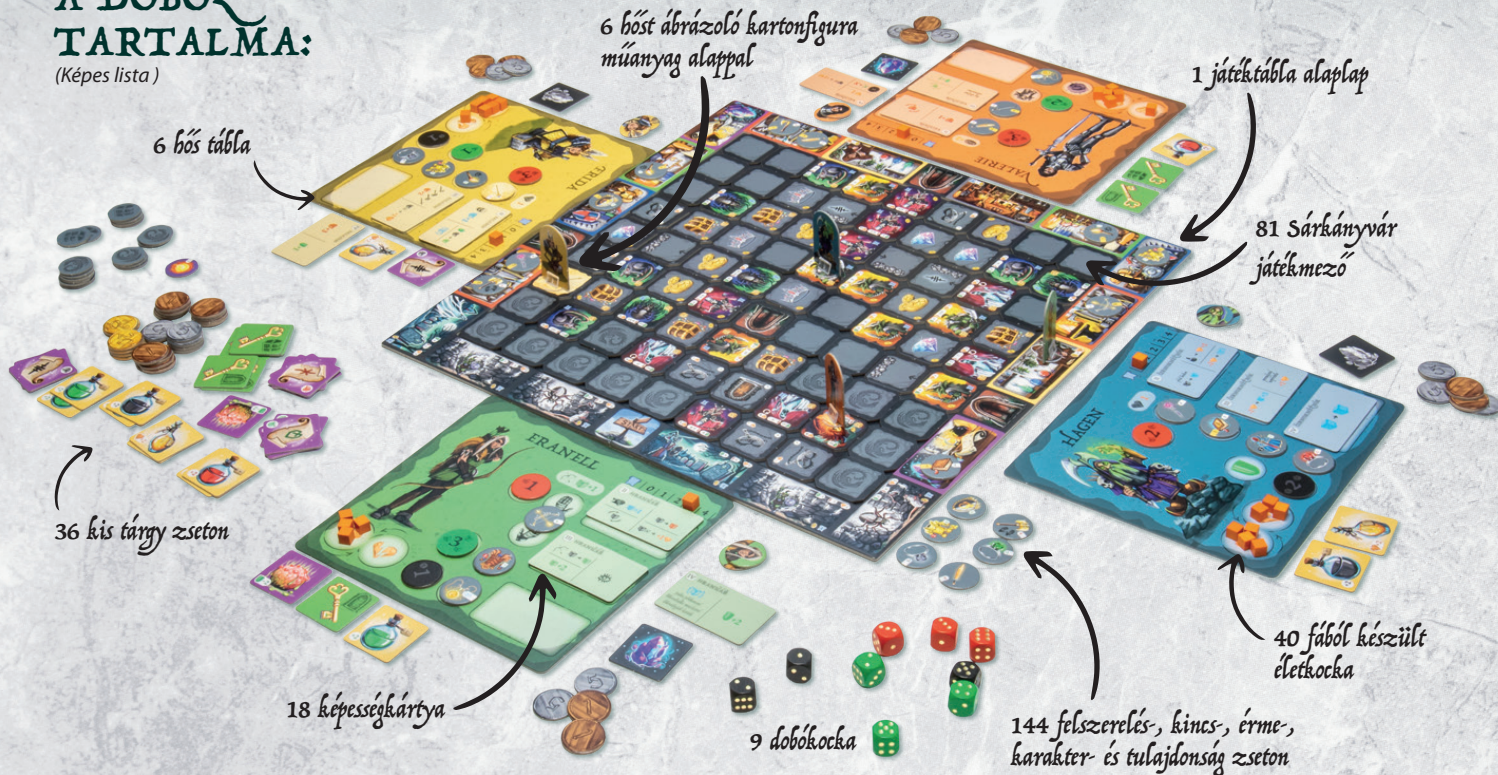 A DOBOZ
TARTALMA:
(Képes lista )
6 hőst ábrázoló kartonfigura
műanyag alappal
1 játéktábla alaplap
6 hős tábla
81 Sárkányvár
játékmező
36 kis tárgy zseton
18 képességkártya
9 dobókocka
144 felszerelés-, kincs-, érme-,
karakter- és tulajdonság zseton
40 fából készült
életkocka
FRIDA
VALERIE
HAGEN
ERANELL